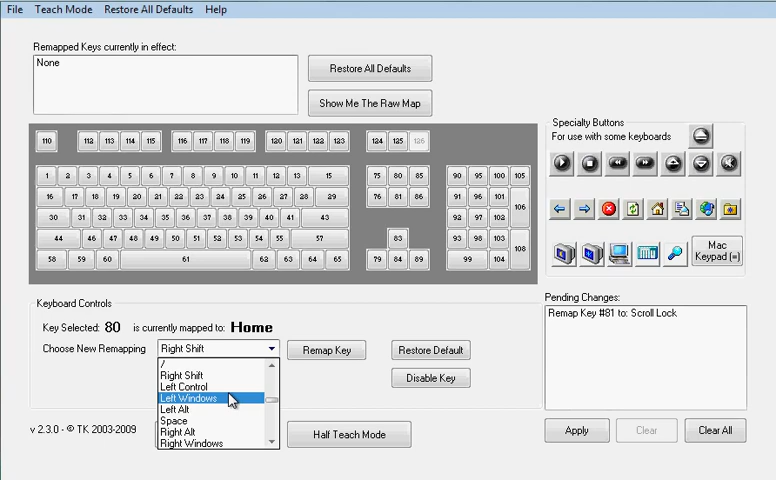 File Teach Mode Restore All Defaults Help
Remapped Keys currently in effect:
None
Restore All Defaults
Show Me The Raw Map
Specialty Buttons
For use with some keyboards
110 112 113 114 115 116 117 118 119 120 121 122 123 124 125 126
1 2 3 4 5 6 7 8 9 10 11 12 13 15 75 80 85 90 95 100 105
16 17 18 19 20 21 22 23 24 25 26 27 28 29 76 81 86 91 96 101
106
30 31 32 33 34 35 36 37 38 39 40 41 43 92 97 102
44 46 47 48 49 50 51 52 53 54 55 57 83 93 98 103
108
58 59 60 61 62 63 64 65 79 84 89 99 104
Mac
Keypad (=)
Keyboard Controls
Key Selected: 80 is currently mapped to: Home
Choose New Remapping Right Shift Remap Key Restore Default
Disable Key
/
Right Shift
Left Control
Left Windows
Left Alt
Space
Right Alt
Right Windows
Pending Changes:
Remap Key #81 to: Scroll Lock
v 2.3.0 - © TK 2003-2009
Half Teach Mode
Apply Clear Clear All